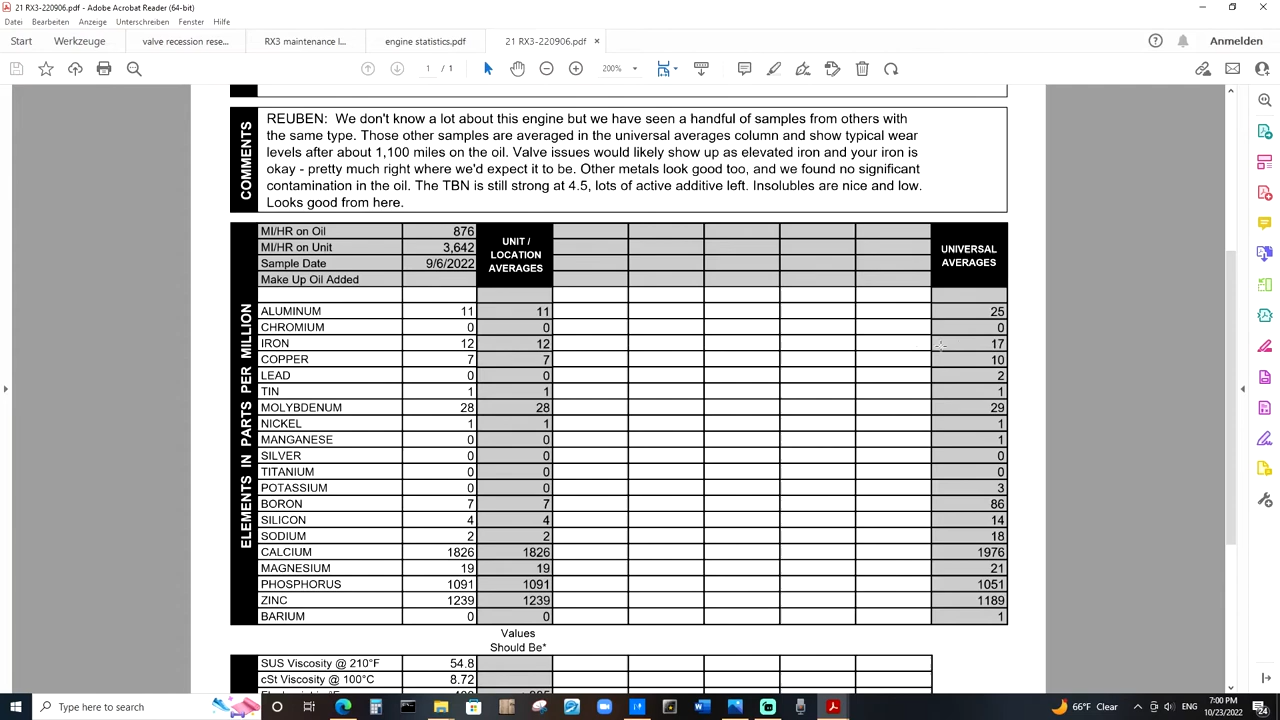 21 RX3-220906.pdf - Adobe Acrobat Reader (64-bit)
Datei Bearbeiten Anzeige Unterschreiben Fenster Hilfe
Start Werkzeuge valve recession rese... RX3 maintenance l... engine statistics.pdf 21 RX3-220906.pdf × Anmelden
1 / 1 200%
COMMENTS
REUBEN: We don't know a lot about this engine but we have seen a handful of samples from others with
the same type. Those other samples are averaged in the universal averages column and show typical wear
levels after about 1,100 miles on the oil. Valve issues would likely show up as elevated iron and your iron is
okay - pretty much right where we'd expect it to be. Other metals look good too, and we found no significant
contamination in the oil. The TBN is still strong at 4.5, lots of active additive left. Insolubles are nice and low.
Looks good from here.
MI/HR on Oil 876
MI/HR on Unit 3,642
Sample Date 9/6/2022
Make Up Oil Added
UNIT /
LOCATION
AVERAGES
UNIVERSAL
AVERAGES
ELEMENTS IN PARTS PER MILLION
ALUMINUM 11 11 25
CHROMIUM 0 0 0
IRON 12 12 17
COPPER 7 7 10
LEAD 0 0 2
TIN 1 1 1
MOLYBDENUM 28 28 29
NICKEL 1 1 1
MANGANESE 0 0 1
SILVER 0 0 0
TITANIUM 0 0 0
POTASSIUM 0 0 3
BORON 7 7 86
SILICON 4 4 14
SODIUM 2 2 18
CALCIUM 1826 1826 1976
MAGNESIUM 19 19 21
PHOSPHORUS 1091 1091 1051
ZINC 1239 1239 1189
BARIUM 0 0 1
Values
Should Be*
SUS Viscosity @ 210°F 54.8
cSt Viscosity @ 100°C 8.72
Type here to search
66°F Clear
7:00 PM
10/23/2022
24